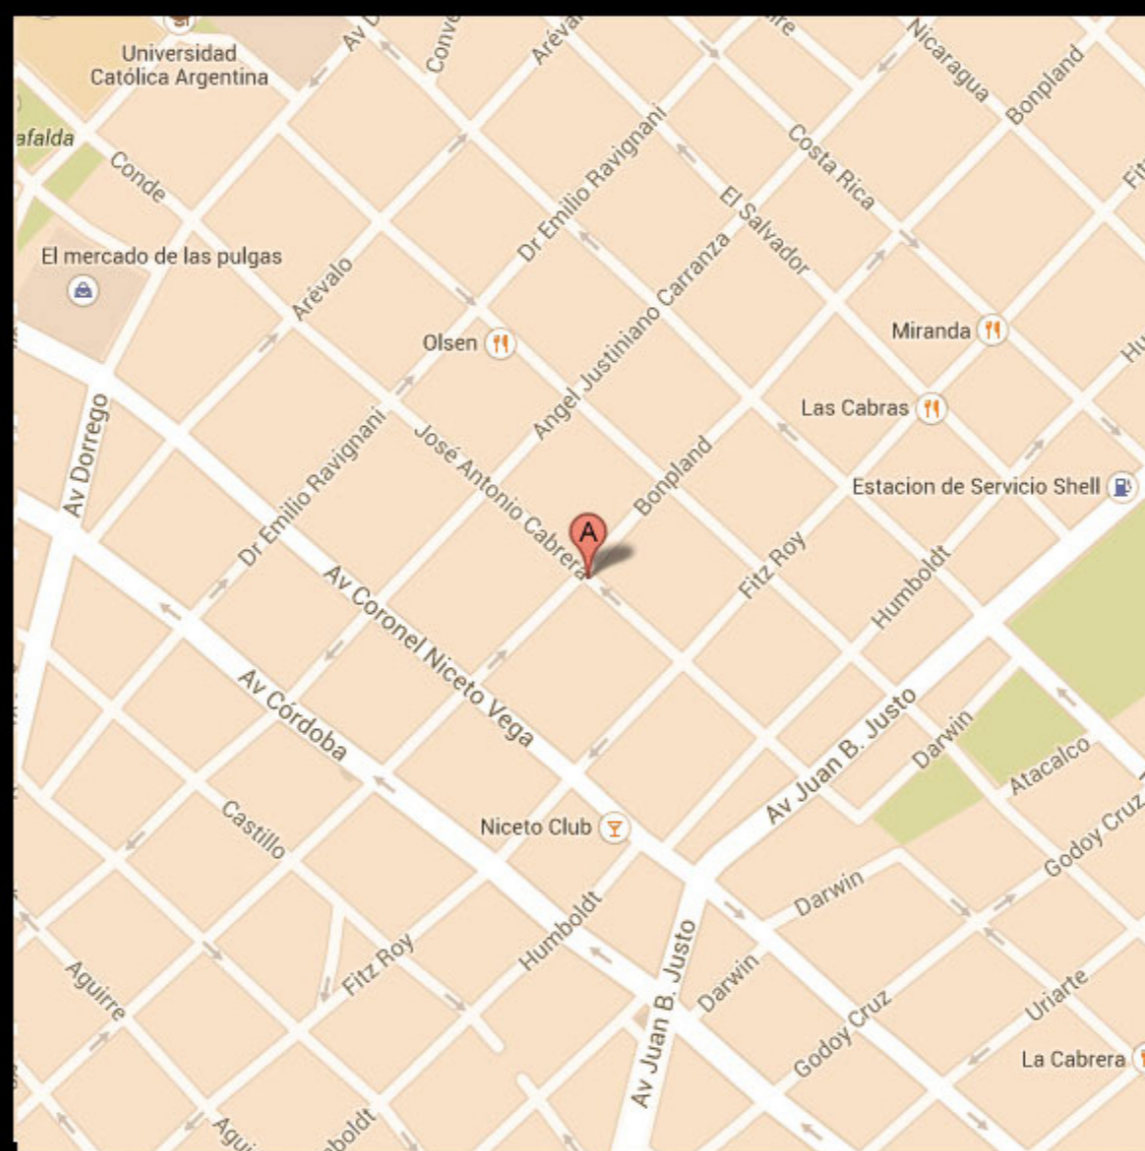 Universidad
Católica Argentina
Nicaragua
Bonpland
afalda
Conde
Costa Rica
Dr Emilio Ravignani
El Salvador
El mercado de las pulgas
Arévalo
Angel Justiniano Carranza
Olsen
Miranda
Las Cabras
Av Dorrego
Dr Emilio Ravignani
José Antonio Cabrera
Bonpland
Estacion de Servicio Shell
A
Fitz Roy
Humboldt
Av Coronel Niceto Vega
Av Córdoba
Av Juan B. Justo
Darwin
Atacalco
Castillo
Niceto Club
Godoy Cruz
Darwin
Humboldt
Fitz Roy
Aguirre
Av Juan B. Justo
Darwin
Godoy Cruz
Uriarte
La Cabrera